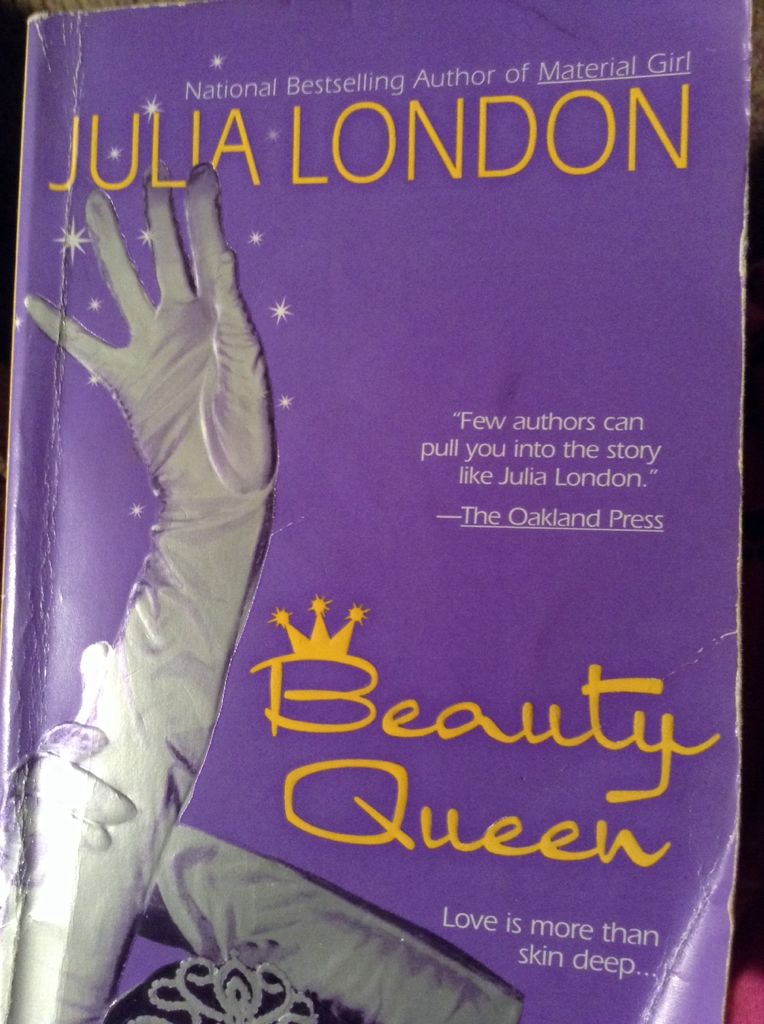 National Bestselling Author of Material Girl
JULIA LONDON
“Few authors can
pull you into the story
like Julia London.”
—The Oakland Press
Beauty
Queen
Love is more than
skin deep...